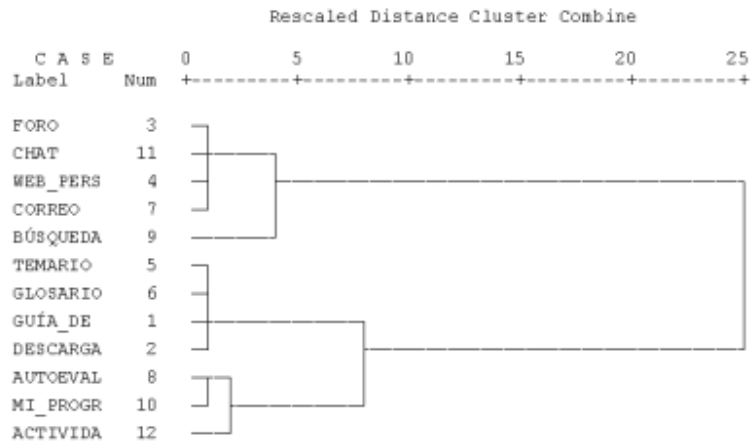 Rescaled Distance Cluster Combine
C A S E 0 5 10 15 20 25
Label Num +---------+---------+---------+---------+---------+
FORO 3
CHAT 11
WEB_PERS 4
CORREO 7
BÚSQUEDA 9
TEMARIO 5
GLOSARIO 6
GUÍA_DE 1
DESCARGA 2
AUTOEVAL 8
MI_PROGR 10
ACTIVIDA 12